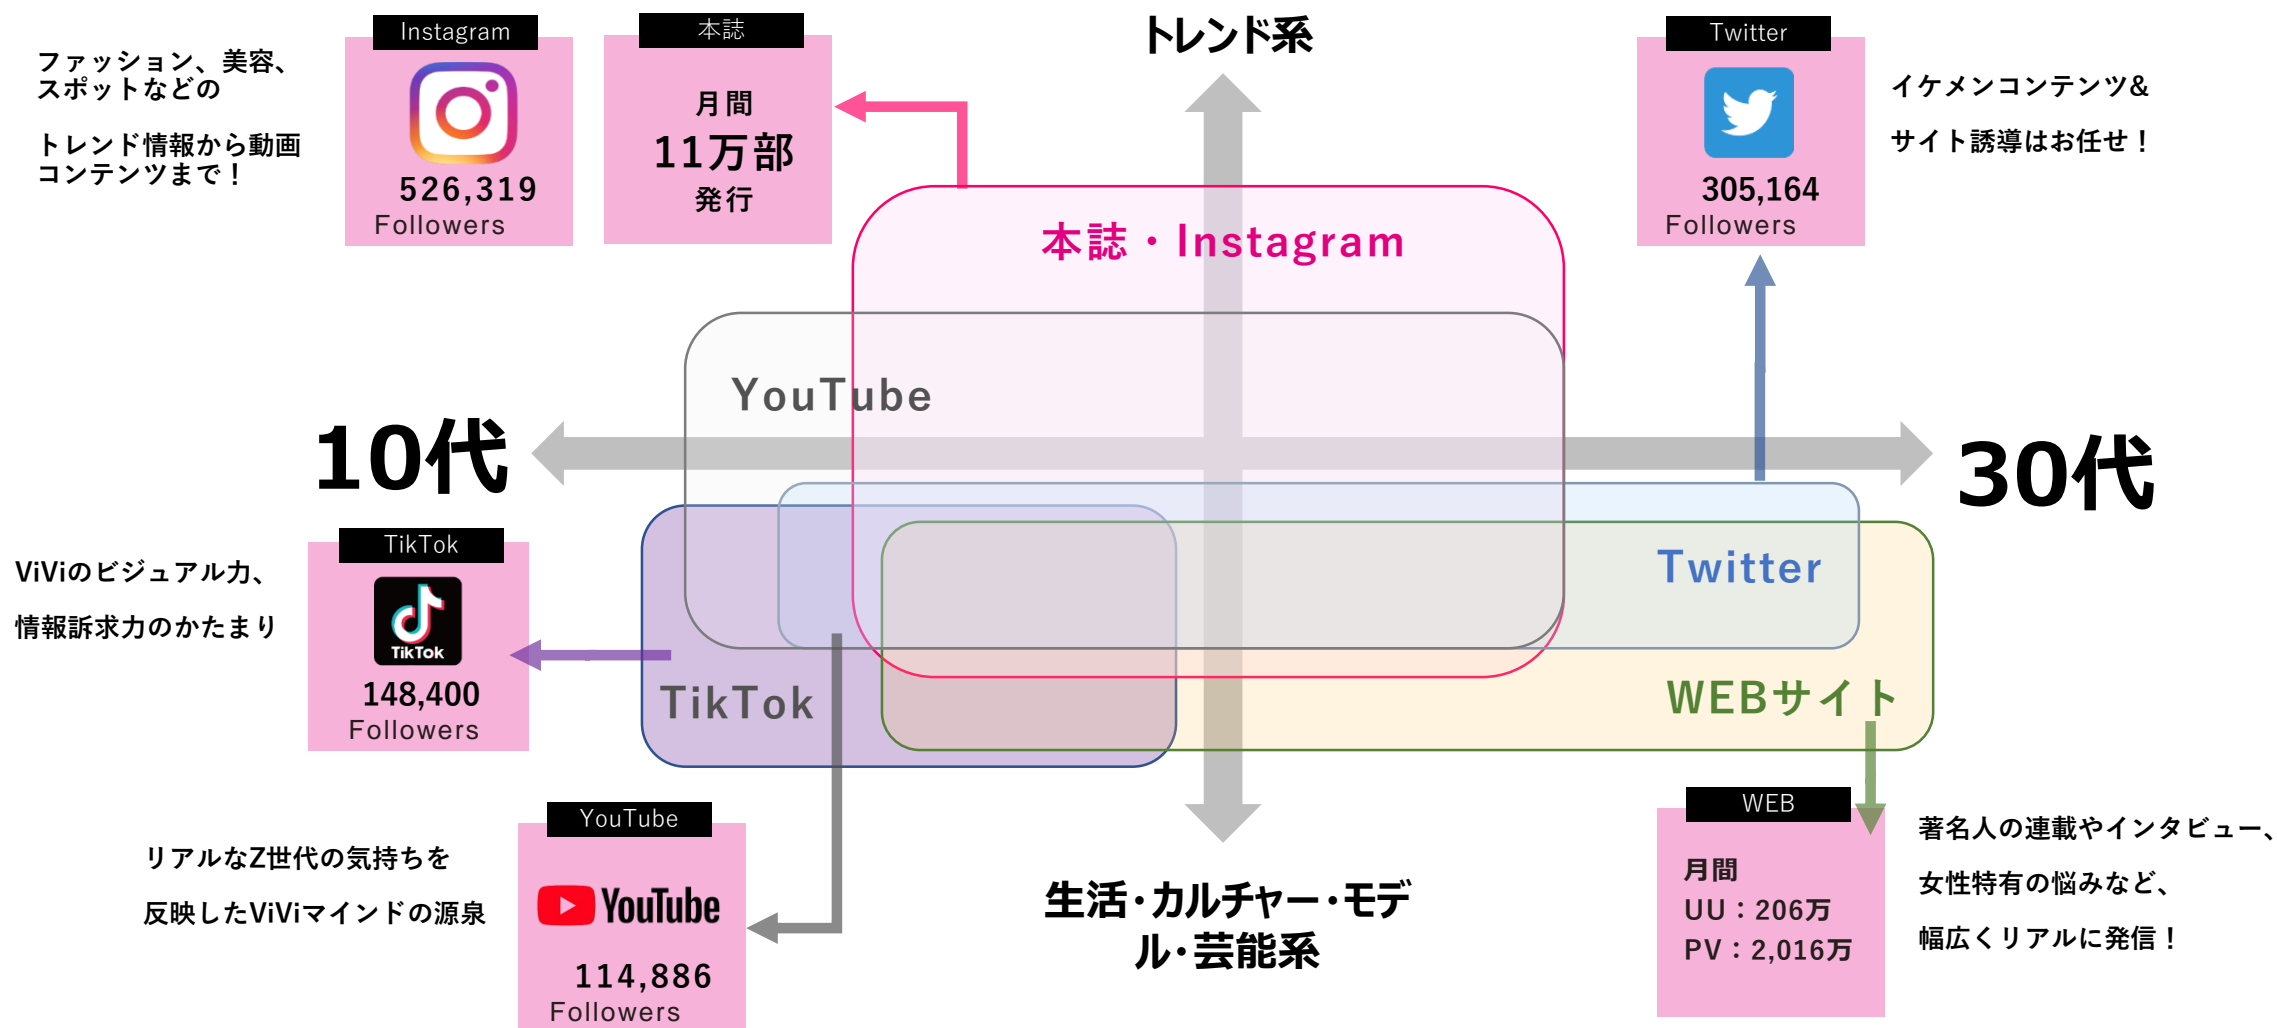 Instagram
ファッション、美容、
スポットなどの
トレンド情報から動画
コンテンツまで！
526,319
Followers
本誌
月間
11万部
発行
トレンド系
Twitter
305,164
Followers
イケメンコンテンツ&
サイト誘導はお任せ！
本誌・Instagram
YouTube
10代
30代
Twitter
TikTok
WEBサイト
TikTok
ViViのビジュアル力、
情報訴求力のかたまり
TikTok
148,400
Followers
YouTube
リアルなZ世代の気持ちを
反映したViViマインドの源泉
YouTube
114,886
Followers
生活・カルチャー・モデ
ル・芸能系
WEB
月間
UU：206万
PV：2,016万
著名人の連載やインタビュー、
女性特有の悩みなど、
幅広くリアルに発信！